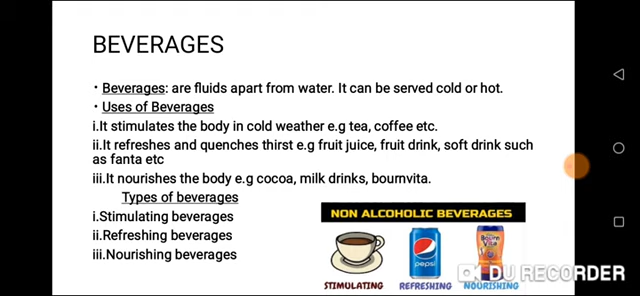 BEVERAGES
• Beverages: are fluids apart from water. It can be served cold or hot.
• Uses of Beverages
i.It stimulates the body in cold weather e.g tea, coffee etc.
ii.It refreshes and quenches thirst e.g fruit juice, fruit drink, soft drink such
as fanta etc
iii.It nourishes the body e.g cocoa, milk drinks, bournvita.
Types of beverages
i.Stimulating beverages
ii.Refreshing beverages
iii.Nourishing beverages
NON ALCOHOLIC BEVERAGES
pepsi
Bourn
Vita
STIMULATING REFRESHING NOURISHING
DU RECORDER